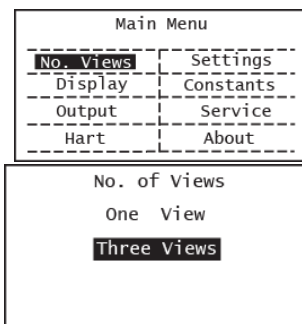 Main Menu
No. Views Settings
Display Constants
Output Service
Hart About
No. of Views
One View
Three Views